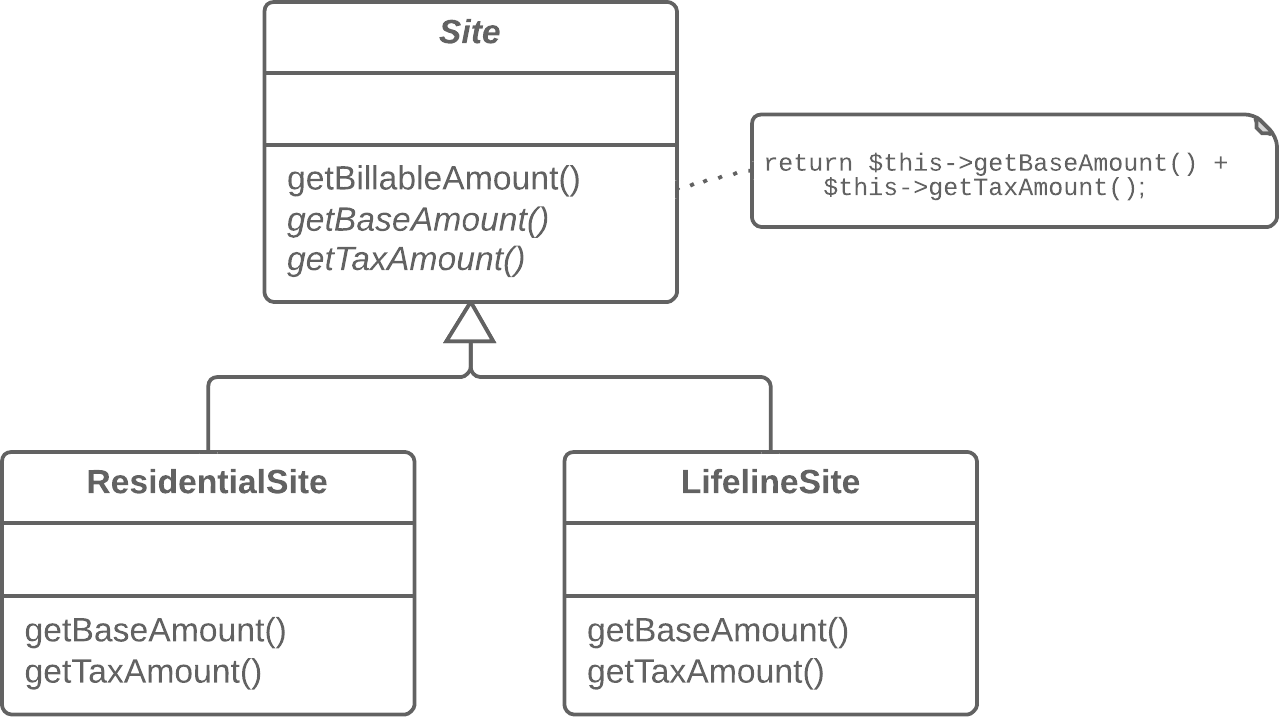 Site
getBillableAmount()
getBaseAmount()
getTaxAmount()
return $this->getBaseAmount() +
$this->getTaxAmount();
ResidentialSite
getBaseAmount()
getTaxAmount()
LifelineSite
getBaseAmount()
getTaxAmount()